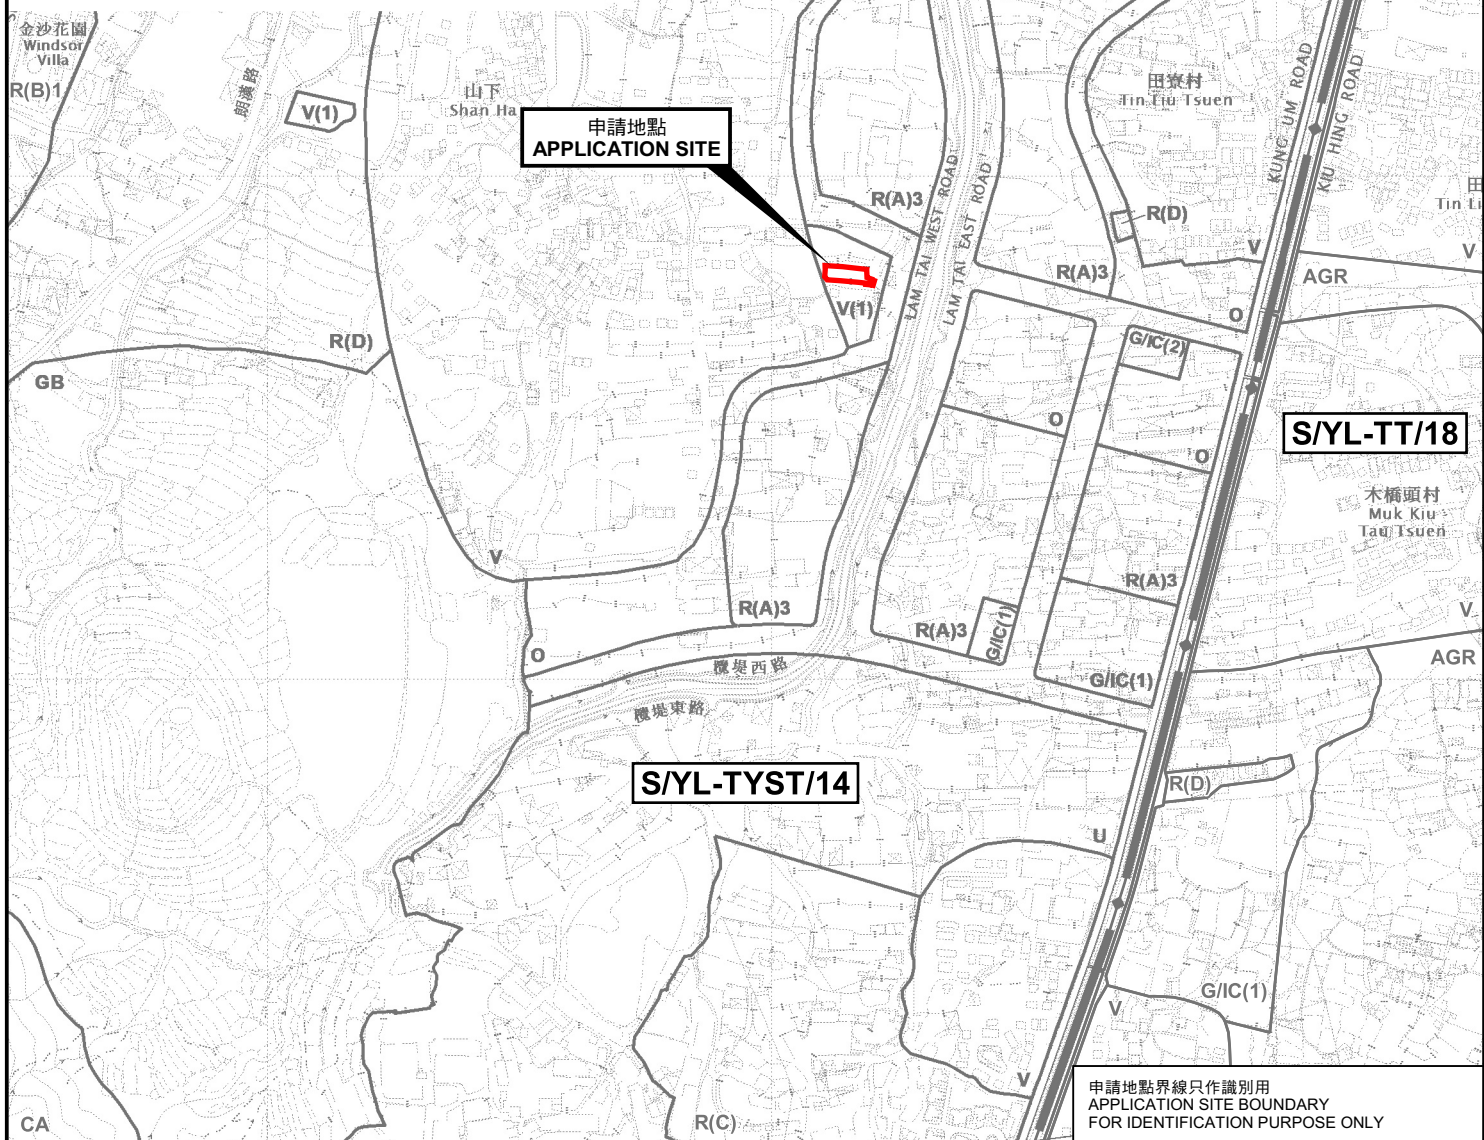 金沙花園
Windsor
Villa
R(B)1
朗漢路
V(1)
山下
Shan Ha
申請地點
APPLICATION SITE
R(A)3
LAM TAI WEST ROAD
LAM TAI EAST ROAD
田寮村
Tin Liu Tsuen
KUNG UM ROAD
KIU HING ROAD
R(D)
V
R(A)3
AGR
V
V(1)
O
R(D)
GB
G/IC(2)
O
S/YL-TT/18
O
木橋頭村
Muk Kiu
Tau Tsuen
V
R(A)3
R(A)3
R(A)3
G/IC(1)
V
O
欖堤西路
欖堤東路
G/IC(1)
AGR
S/YL-TYST/14
R(D)
U
G/IC(1)
V
V
CA
R(C)
申請地點界線只作識別用
APPLICATION SITE BOUNDARY
FOR IDENTIFICATION PURPOSE ONLY